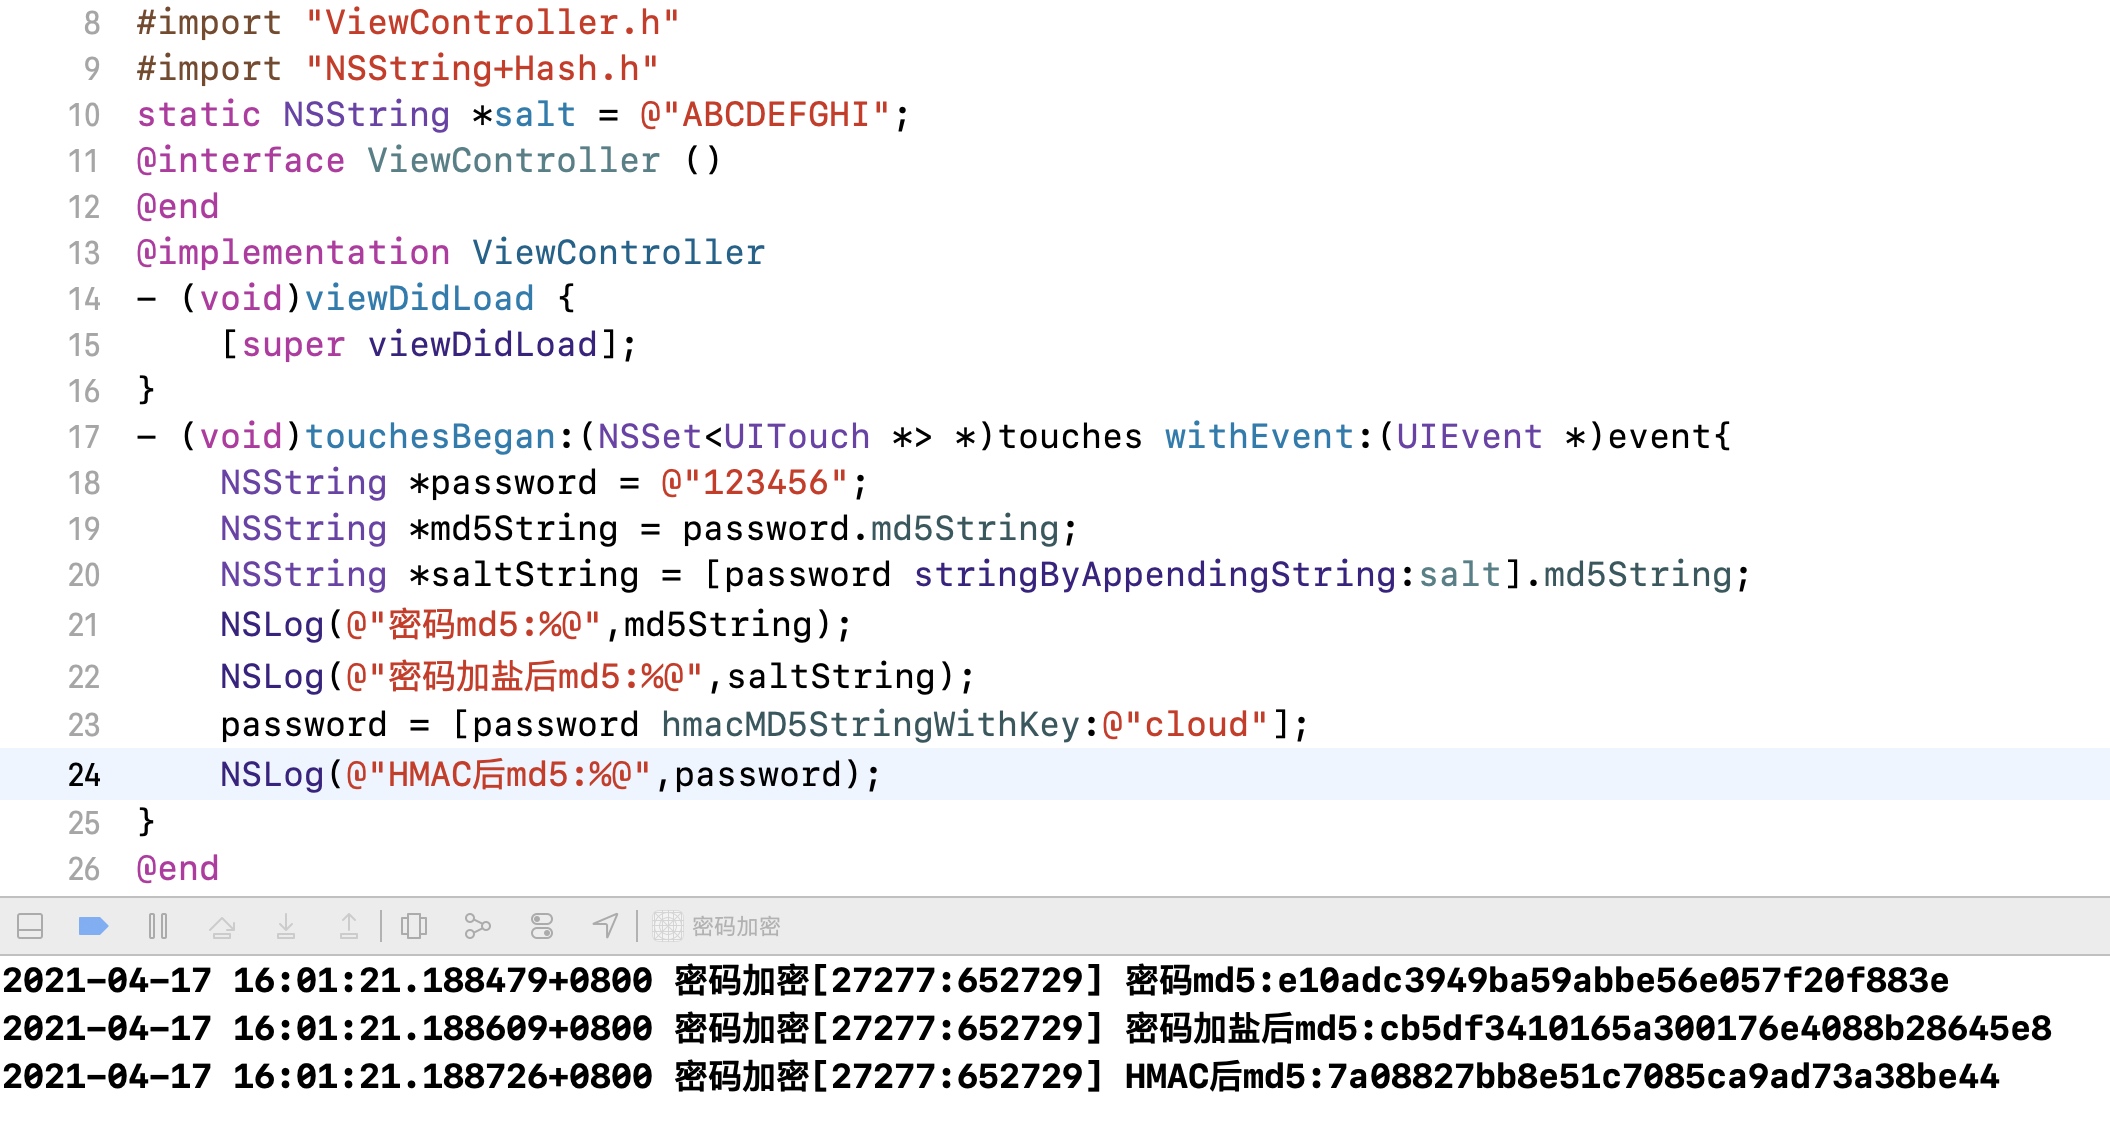 8 #import "ViewController.h"
9 #import "NSString+Hash.h"
10 static NSString *salt = @"ABCDEFGHI";
11 @interface ViewController ()
12 @end
13 @implementation ViewController
14 - (void)viewDidLoad {
15     [super viewDidLoad];
16 }
17 - (void)touchesBegan:(NSSet<UITouch *> *)touches withEvent:(UIEvent *)event{
18     NSString *password = @"123456";
19     NSString *md5String = password.md5String;
20     NSString *saltString = [password stringByAppendingString:salt].md5String;
21     NSLog(@"密码md5:%@",md5String);
22     NSLog(@"密码加盐后md5:%@",saltString);
23     password = [password hmacMD5StringWithKey:@"cloud"];
24     NSLog(@"HMAC后md5:%@",password);
25 }
26 @end
密码加密
2021-04-17 16:01:21.188479+0800 密码加密[27277:652729] 密码md5:e10adc3949ba59abbe56e057f20f883e
2021-04-17 16:01:21.188609+0800 密码加密[27277:652729] 密码加盐后md5:cb5df3410165a300176e4088b28645e8
2021-04-17 16:01:21.188726+0800 密码加密[27277:652729] HMAC后md5:7a08827bb8e51c7085ca9ad73a38be44